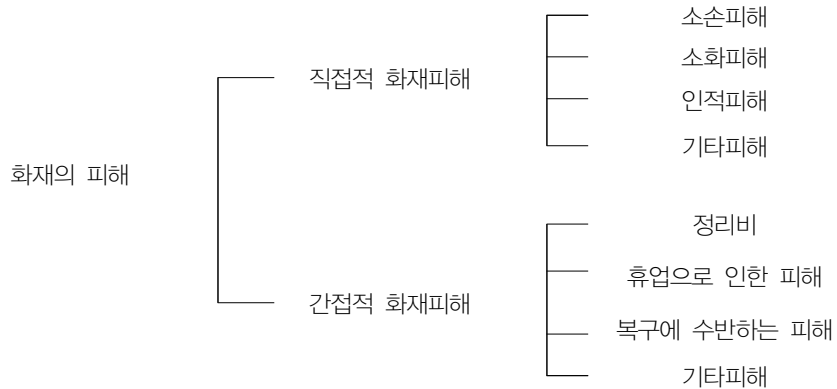 소손피해
소화피해
직접적 화재피해
인적피해
기타피해
화재의 피해
정리비
휴업으로 인한 피해
간접적 화재피해
복구에 수반하는 피해
기타피해